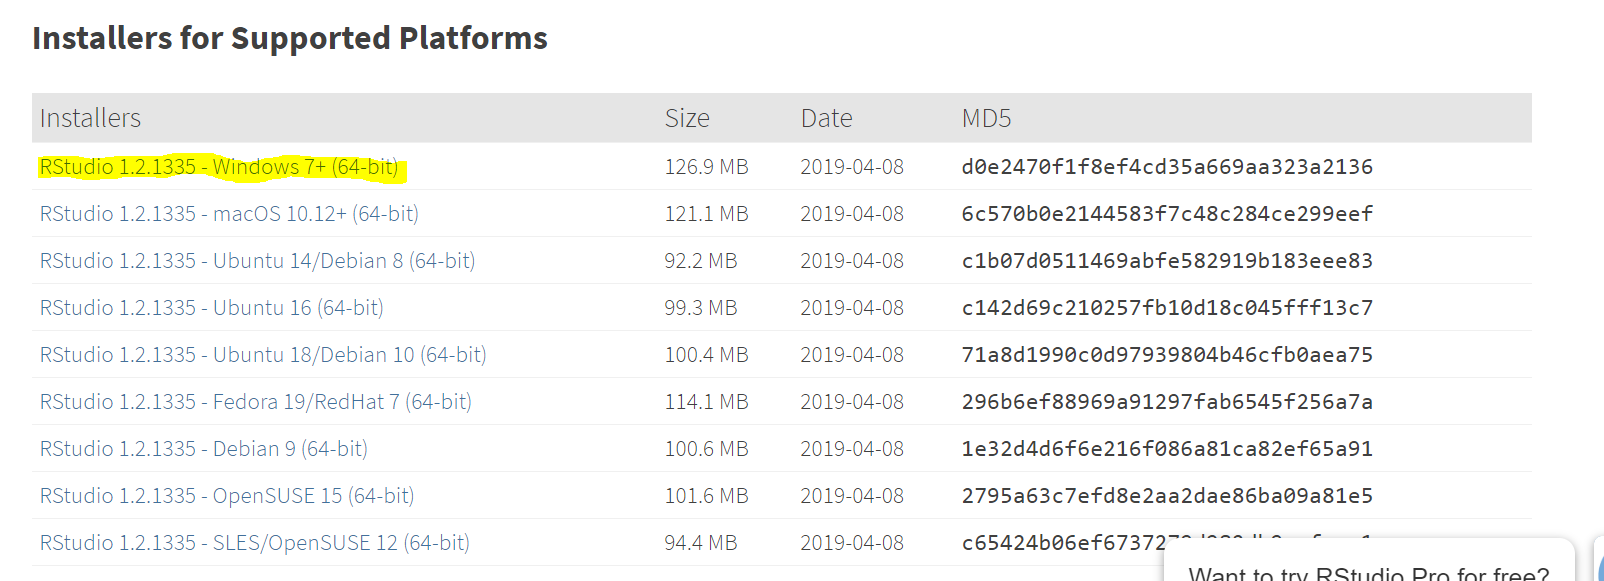 Installers for Supported Platforms
Installers Size Date MD5
RStudio 1.2.1335 - Windows 7+ (64-bit) 126.9 MB 2019-04-08 d0e2470f1f8ef4cd35a669aa323a2136
RStudio 1.2.1335 - macOS 10.12+ (64-bit) 121.1 MB 2019-04-08 6c570b0e2144583f7c48c284ce299eef
RStudio 1.2.1335 - Ubuntu 14/Debian 8 (64-bit) 92.2 MB 2019-04-08 c1b07d0511469abfe582919b183eee83
RStudio 1.2.1335 - Ubuntu 16 (64-bit) 99.3 MB 2019-04-08 c142d69c210257fb10d18c045fff13c7
RStudio 1.2.1335 - Ubuntu 18/Debian 10 (64-bit) 100.4 MB 2019-04-08 71a8d1990c0d97939804b46cfb0aea75
RStudio 1.2.1335 - Fedora 19/RedHat 7 (64-bit) 114.1 MB 2019-04-08 296b6ef88969a91297fab6545f256a7a
RStudio 1.2.1335 - Debian 9 (64-bit) 100.6 MB 2019-04-08 1e32d4d6f6e216f086a81ca82ef65a91
RStudio 1.2.1335 - OpenSUSE 15 (64-bit) 101.6 MB 2019-04-08 2795a63c7efd8e2aa2dae86ba09a81e5
RStudio 1.2.1335 - SLES/OpenSUSE 12 (64-bit) 94.4 MB 2019-04-08
Want to try RStudio Pro for free?